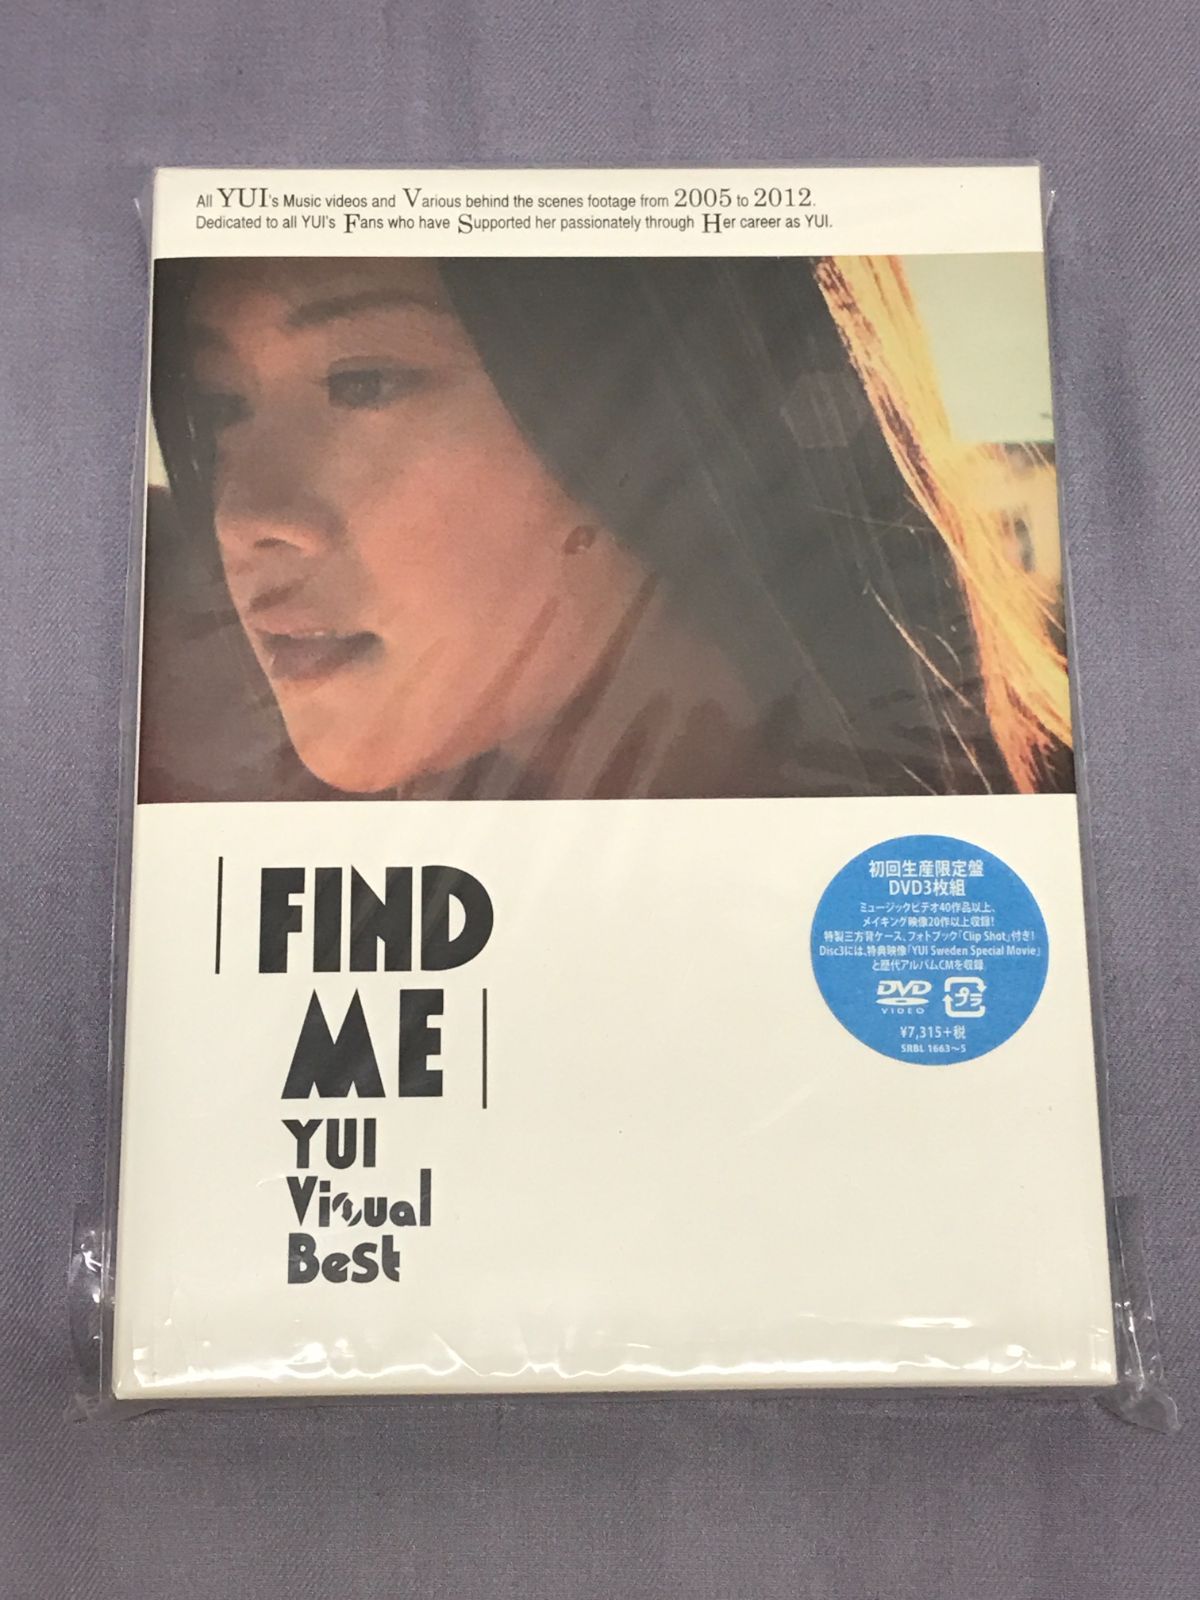 All YUI's Music videos and Various behind the scenes footage from 2005 to 2012.
Dedicated to all YUI's Fans who have Supported her passionately through Her career as YUI.
FIND
ME
YUI
Visual
Best
初回生産限定盤
DVD3枚組
ミュージックビデオ40作品以上、
メイキング映像20作以上収録!
特製三方背ケース、フォトブック「Clip Shot」付き!
Disc3には、特典映像「YUI Sweden Special Movie」
と歴代アルバムCMを収録
DVD
VIDEO
プラ
¥7,315+税
SRBL 1663〜5